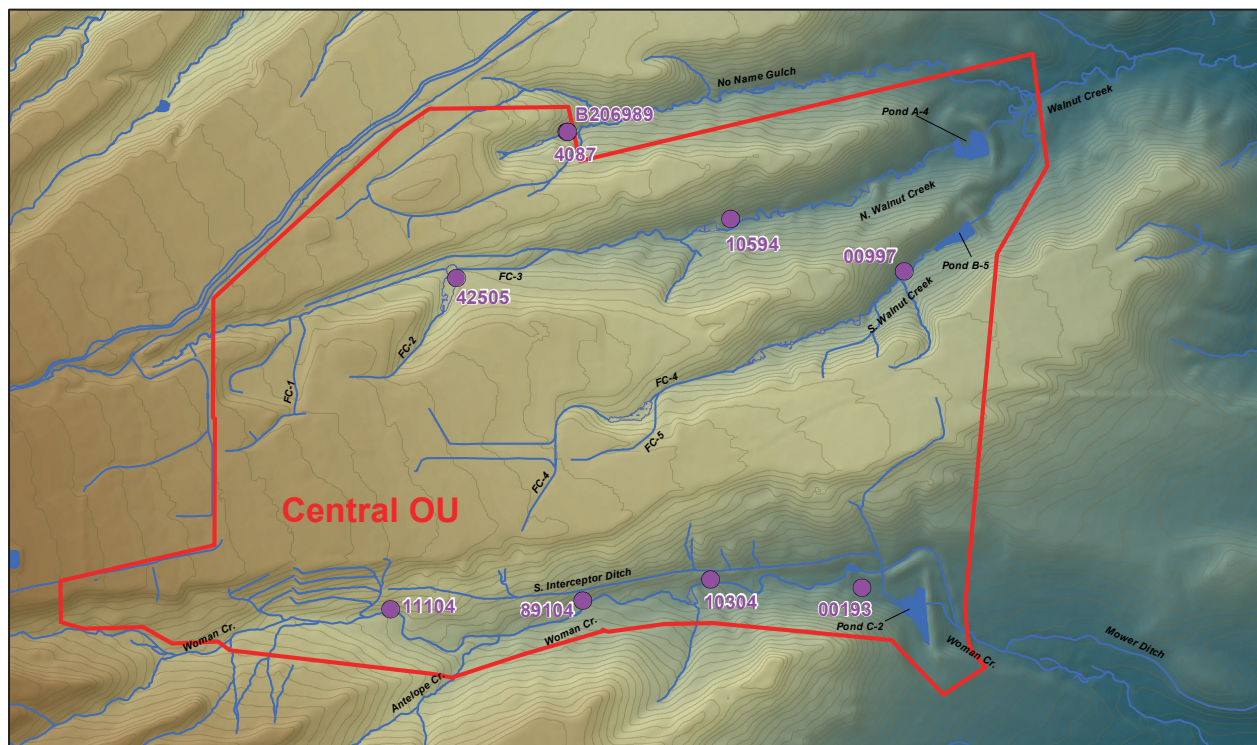 No Name Gulch
Walnut Creek
B206989
4087
Pond A-4
N. Walnut Creek
10594
00997
Pond B-5
FC-3
42505
S. Walnut Creek
FC-2
FC-1
FC-4
FC-5
FC-4
Central OU
S. Interceptor Ditch
11104
89104
10304
00193
Pond C-2
Woman Cr.
Woman Cr.
Woman Cr.
Mower Ditch
Antelope Cr.